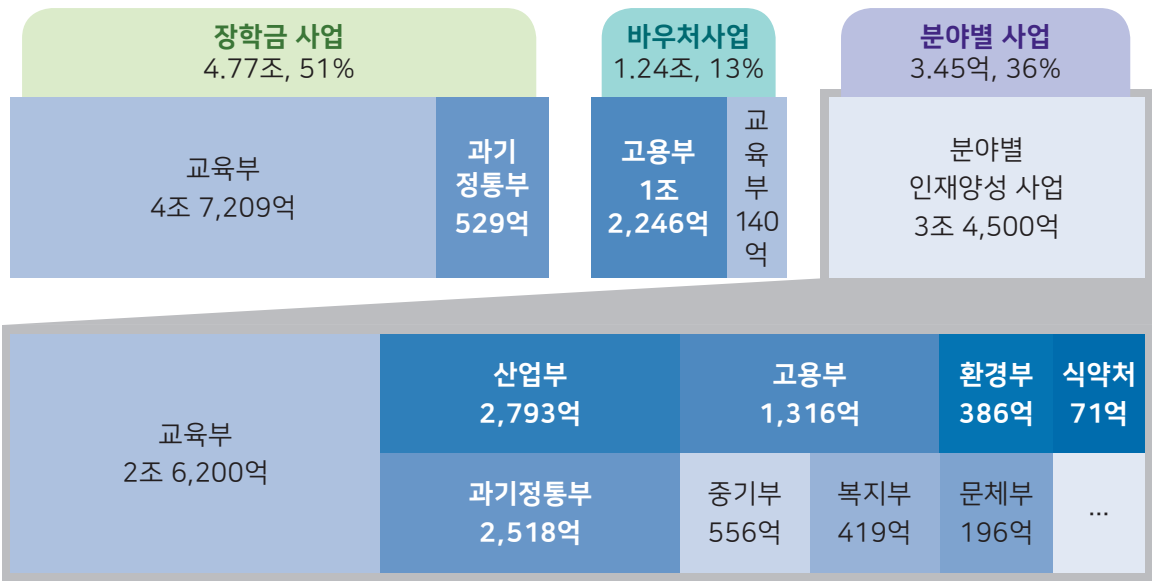 장학금 사업
4.77조, 51%
바우처사업
1.24조, 13%
분야별 사업
3.45억, 36%
교육부
4조 7,209억
과기
정통부
529억
고용부
1조
2,246억
교
육
부
140
억
분야별
인재양성 사업
3조 4,500억
교육부
2조 6,200억
산업부
2,793억
고용부
1,316억
환경부
386억
식약처
71억
과기정통부
2,518억
중기부
556억
복지부
419억
문체부
196억
...